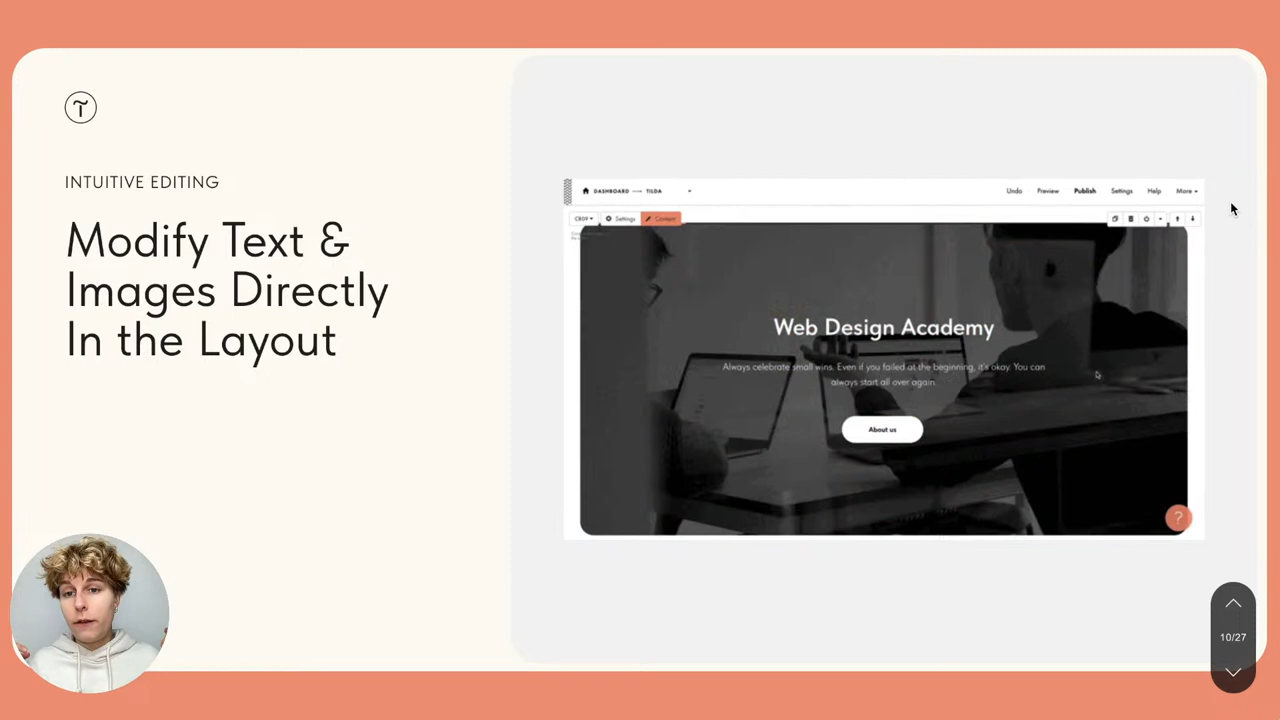 INTUITIVE EDITING
Modify Text &
Images Directly
In the Layout
DASHBOARD TILDA
Undo Preview Publish Settings Help More
Settings Content
Web Design Academy
Always celebrate small wins. Even if you failed at the beginning, it's okay. You can
always start all over again.
About us
?
10/27